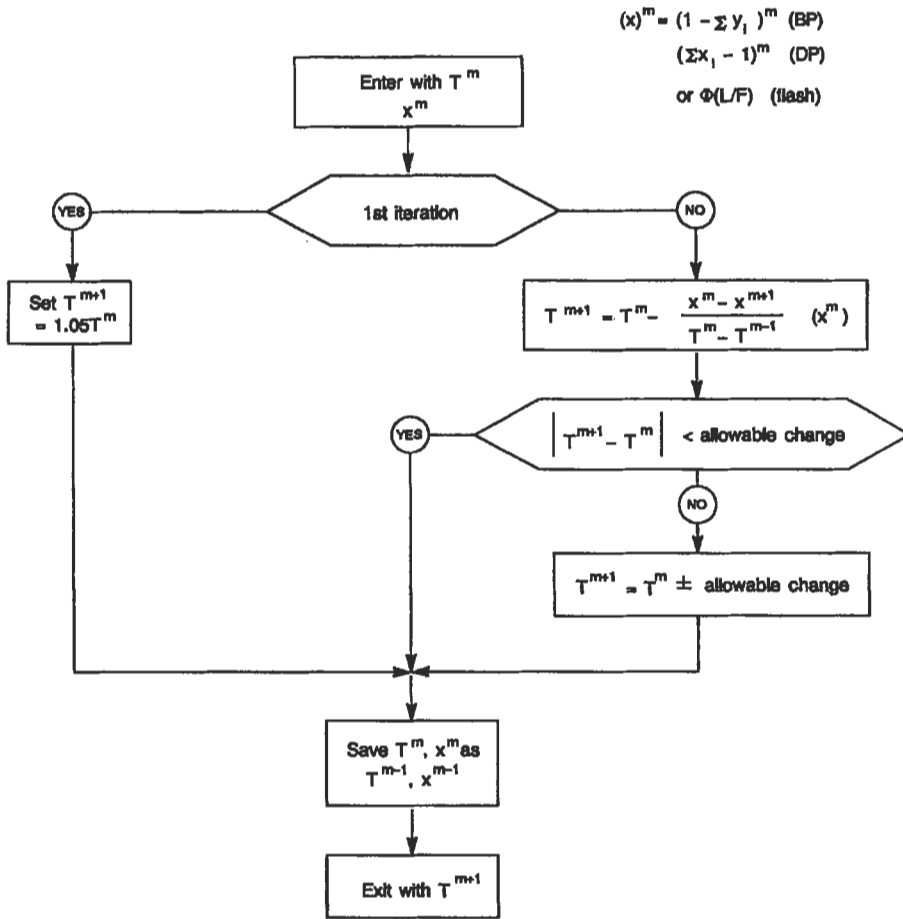 (x)^m = (1 - Σ y_i)^m (BP)
(Σx_i - 1)^m (DP)
or Φ(L/F) (flash)
Enter with T^m
x^m
YES
1st iteration
NO
Set T^{m+1}
= 1.05T^m
T^{m+1} = T^m - \frac{x^m - x^{m+1}}{T^m - T^{m-1}} (x^m)
YES
| T^{m+1} - T^m | < allowable change
NO
T^{m+1} = T^m ± allowable change
Save T^m, x^m as
T^{m-1}, x^{m-1}
Exit with T^{m+1}